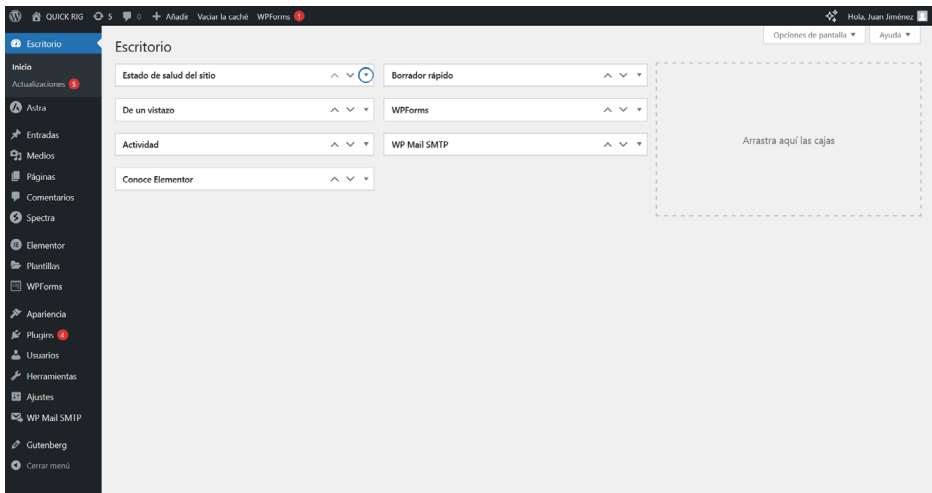 QUICK RIG 5 0 + Añadir Vaciar la caché WPForms 1 Hola, Juan Jiménez
Opciones de pantalla ▼ Ayuda ▼
Escritorio
Inicio
Actualizaciones 5
Astra
Entradas
Medios
Páginas
Comentarios
Spectra
Elementor
Plantillas
WPForms
Apariencia
Plugins 4
Usuarios
Herramientas
Ajustes
WP Mail SMTP
Gutenberg
Cerrar menú
Escritorio
Estado de salud del sitio
De un vistazo
Actividad
Conoce Elementor
Borrador rápido
WPForms
WP Mail SMTP
Arrastra aquí las cajas